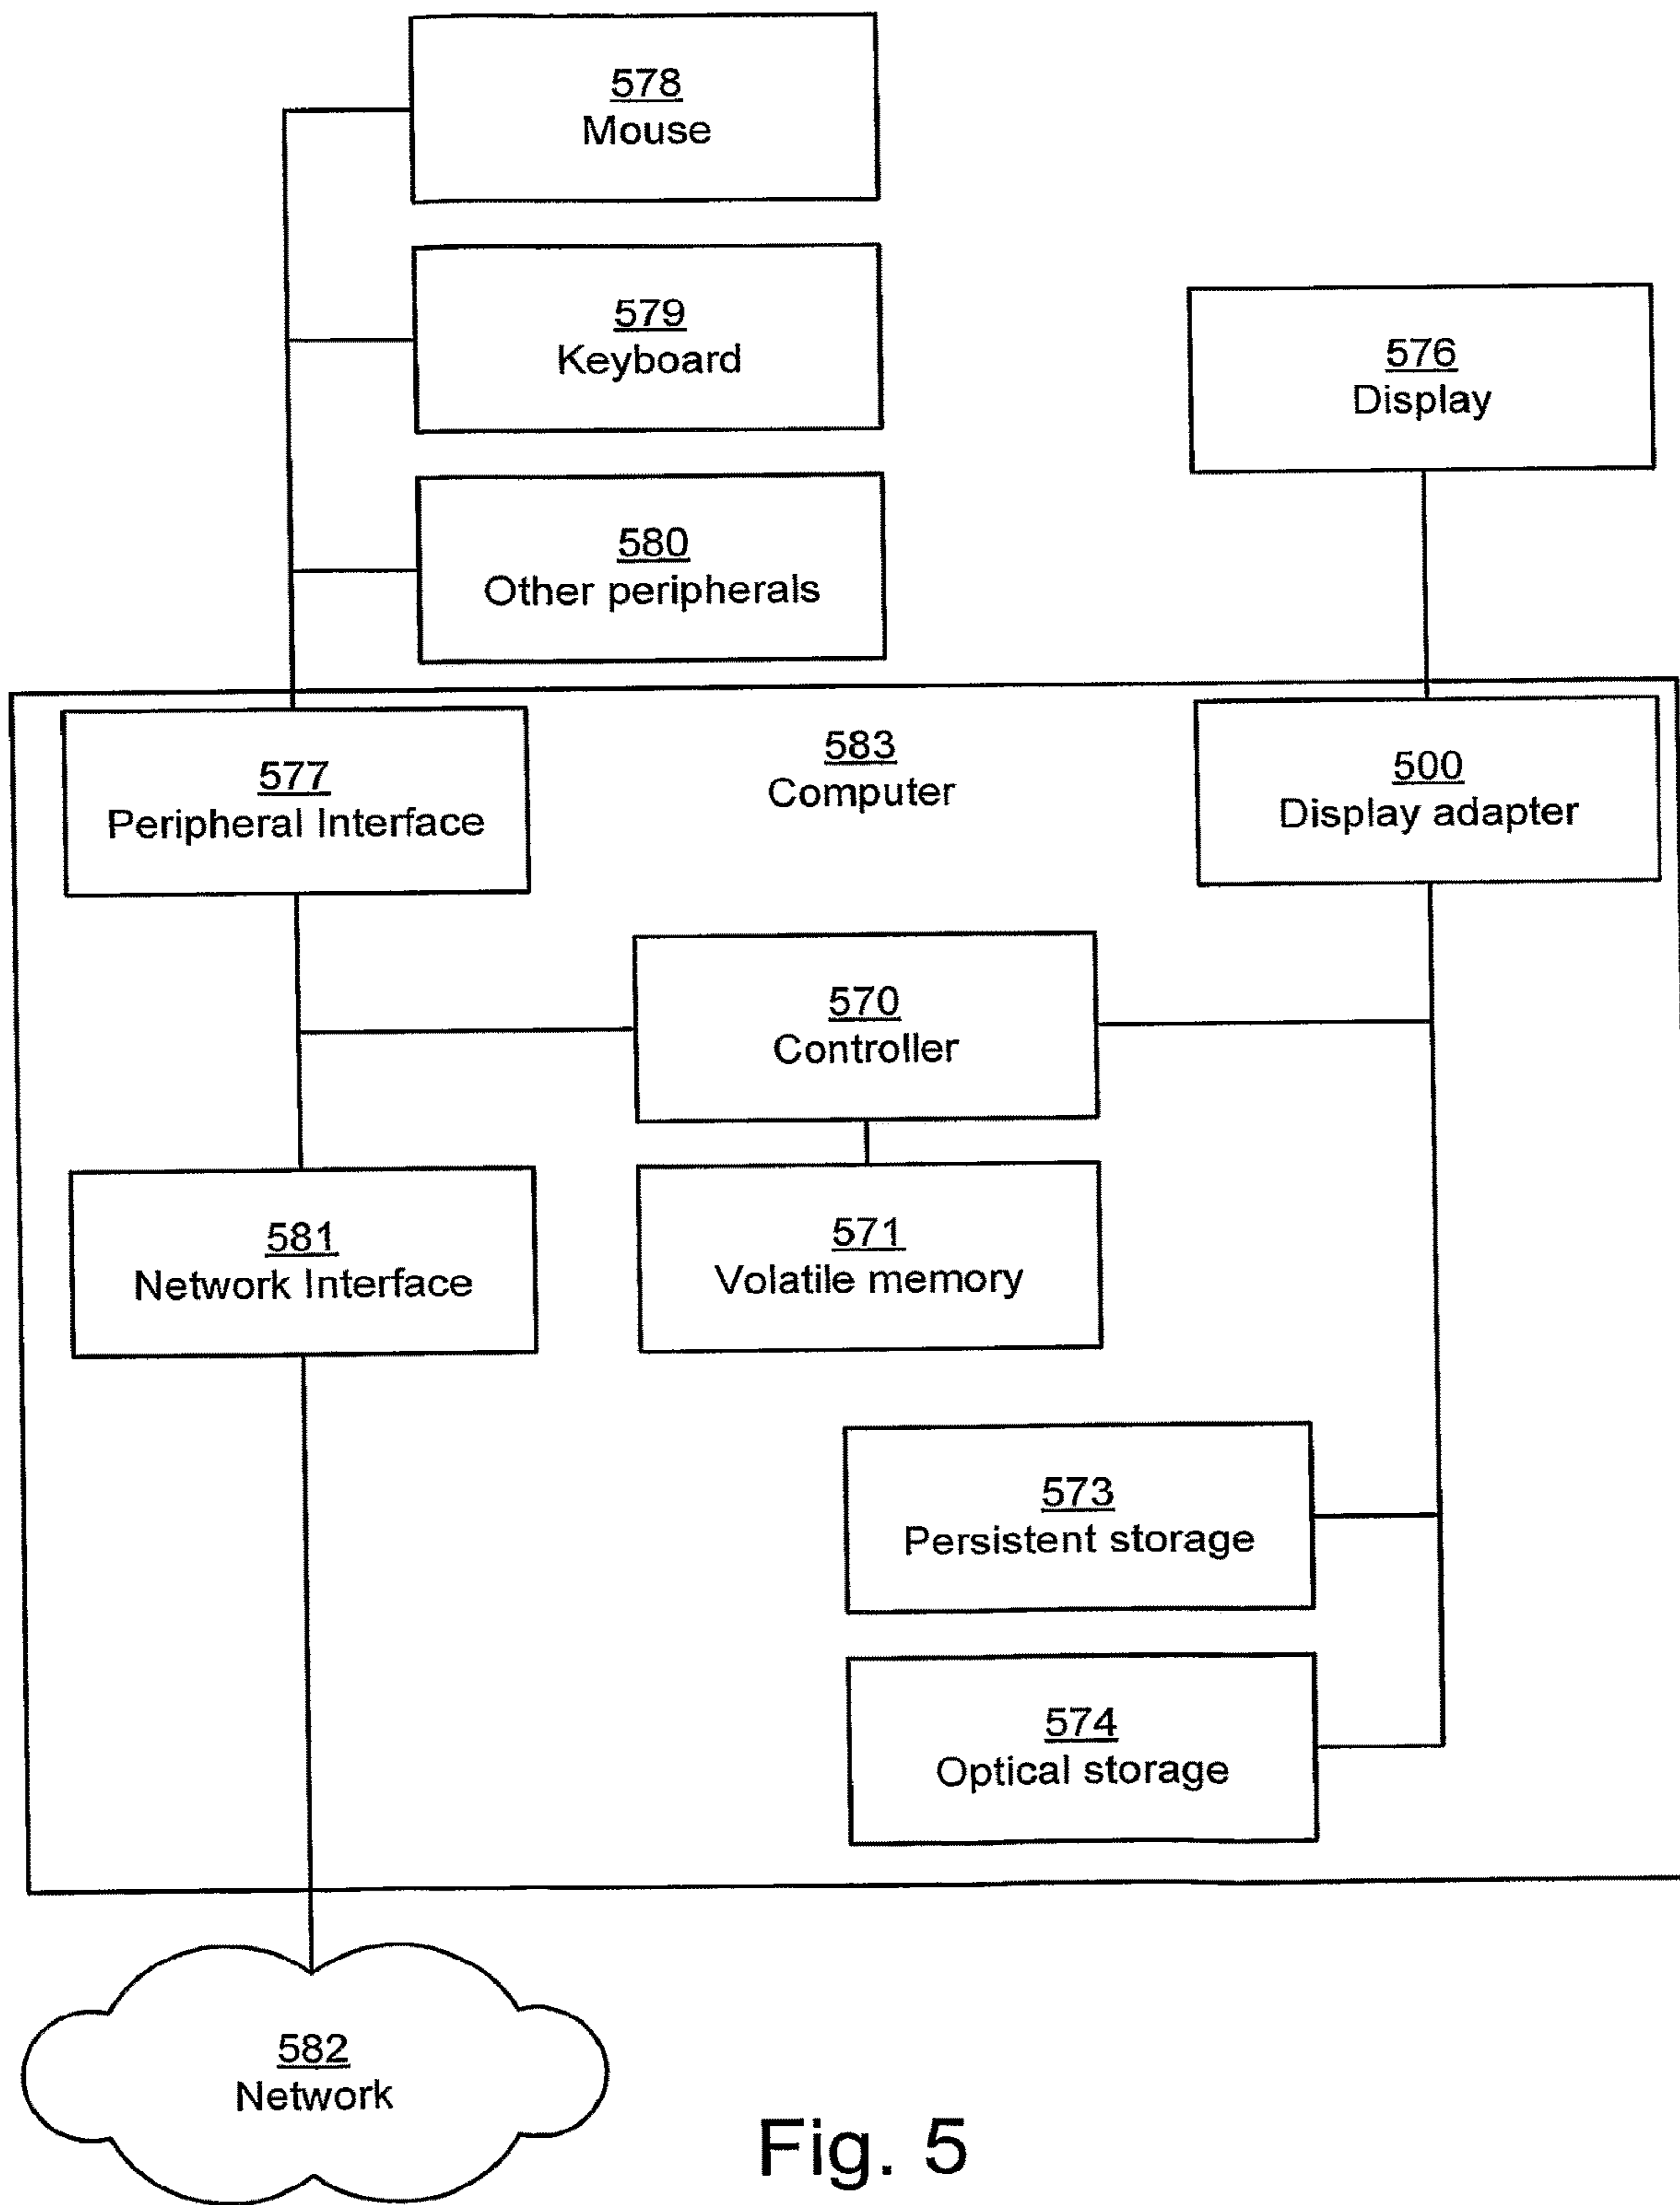 578
Mouse
579
Keyboard
576
Display
580
Other peripherals
577
Peripheral Interface
583
Computer
500
Display adapter
570
Controller
581
Network Interface
571
Volatile memory
573
Persistent storage
574
Optical storage
582
Network
Fig. 5